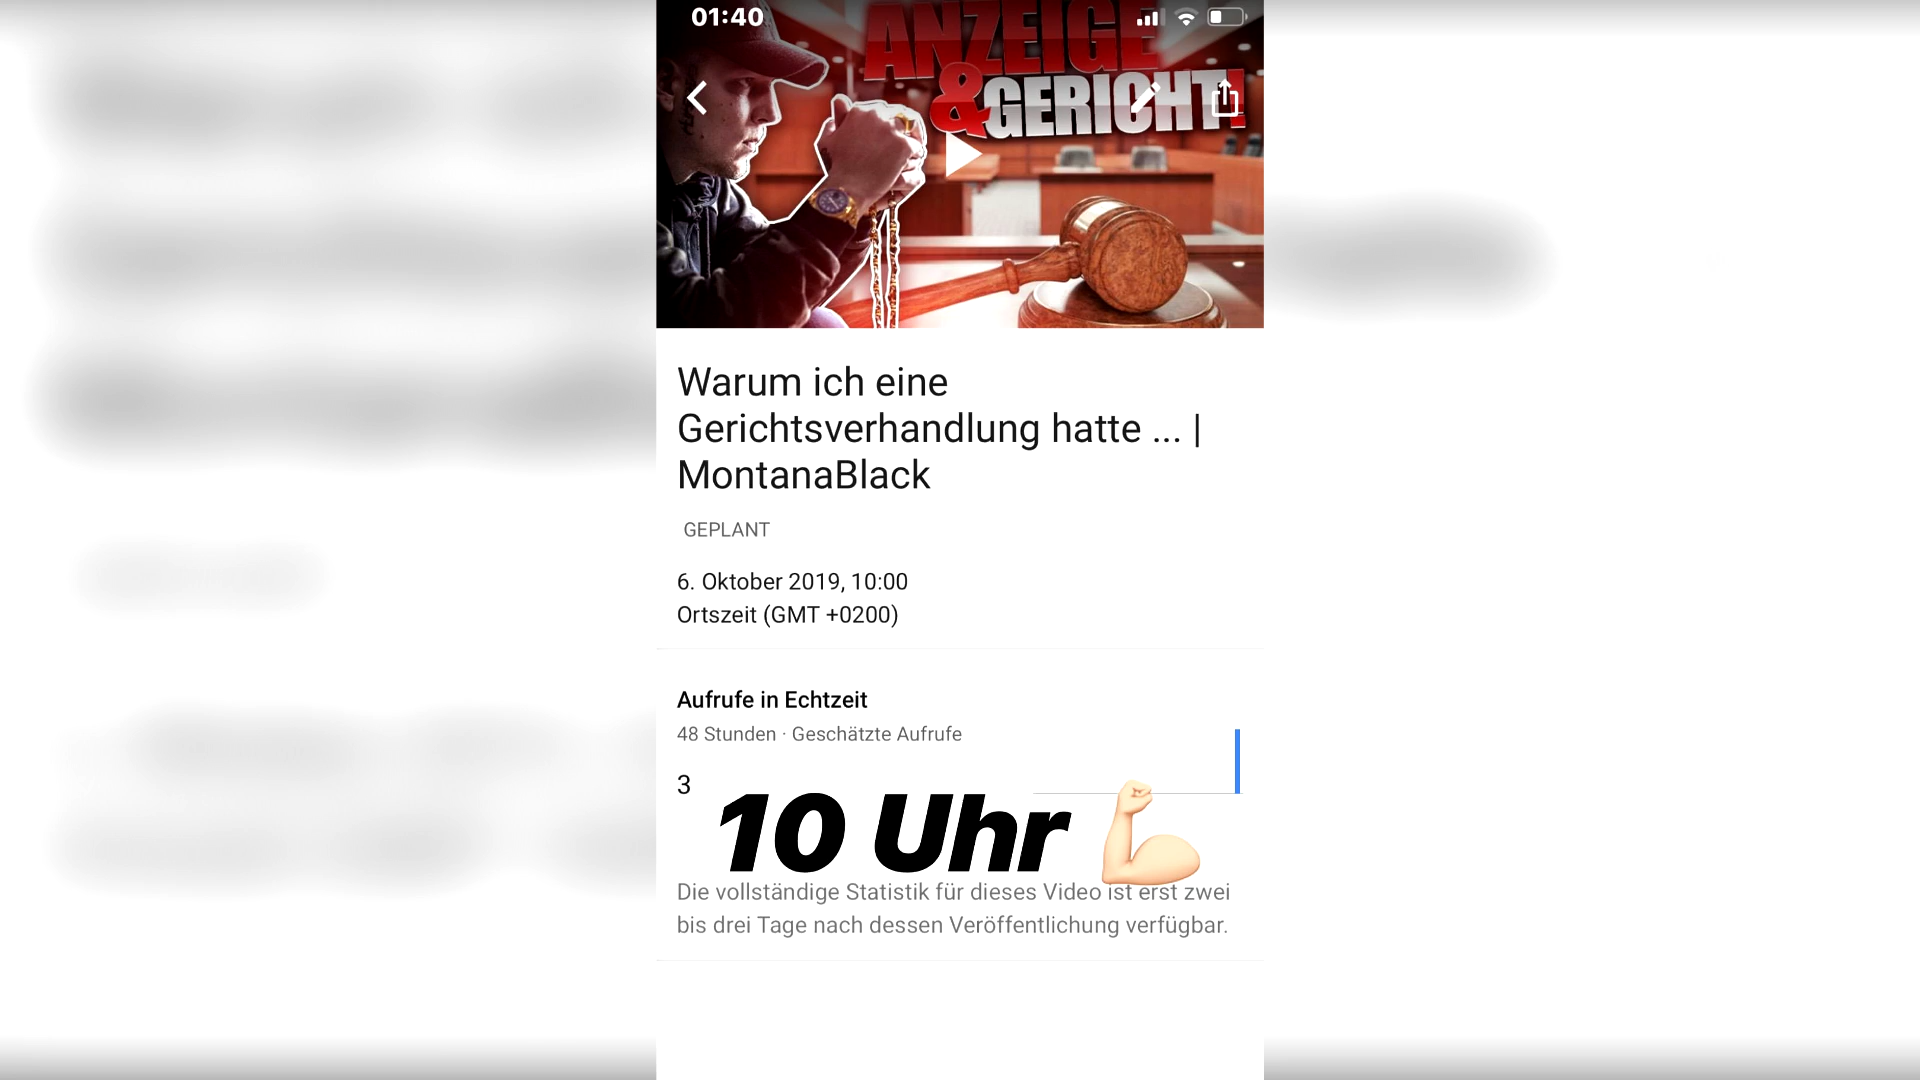 01:40
ANZEIGE
&GERICHT!
Warum ich eine
Gerichtsverhandlung hatte ... |
MontanaBlack
GEPLANT
6. Oktober 2019, 10:00
Ortszeit (GMT +0200)
Aufrufe in Echtzeit
48 Stunden · Geschätzte Aufrufe
3
10 Uhr 💪🏻
Die vollständige Statistik für dieses Video ist erst zwei
bis drei Tage nach dessen Veröffentlichung verfügbar.